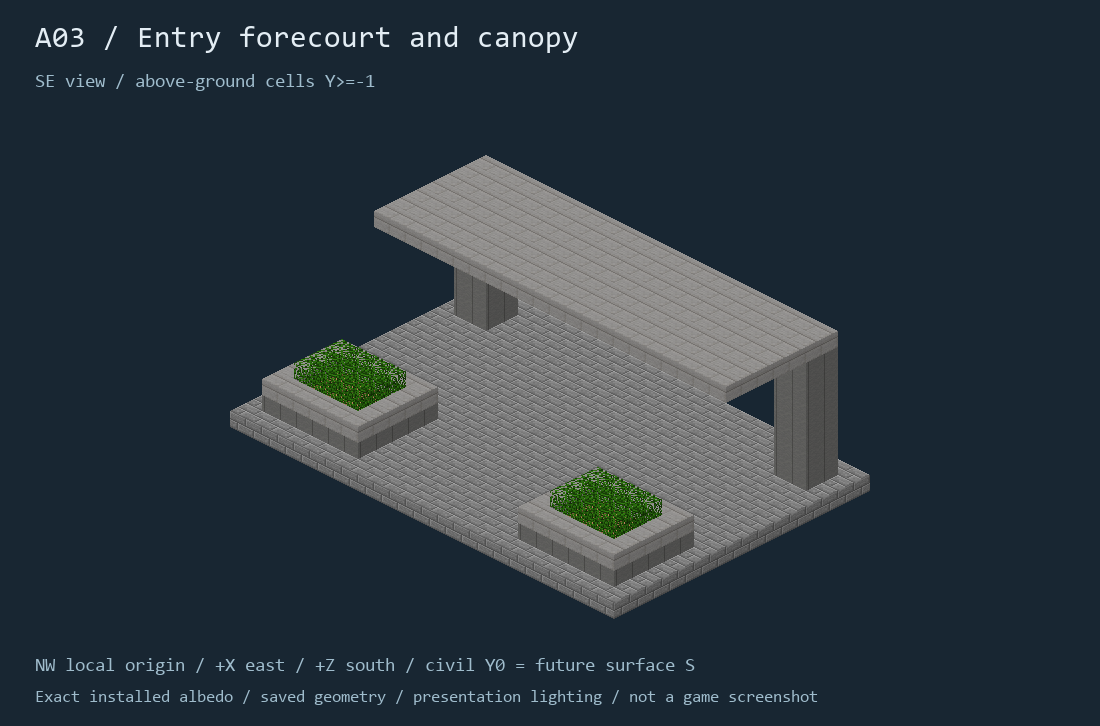 A03 / Entry forecourt and canopy
SE view / above-ground cells Y>=-1
NW local origin / +X east / +Z south / civil Y0 = future surface S
Exact installed albedo / saved geometry / presentation lighting / not a game screenshot